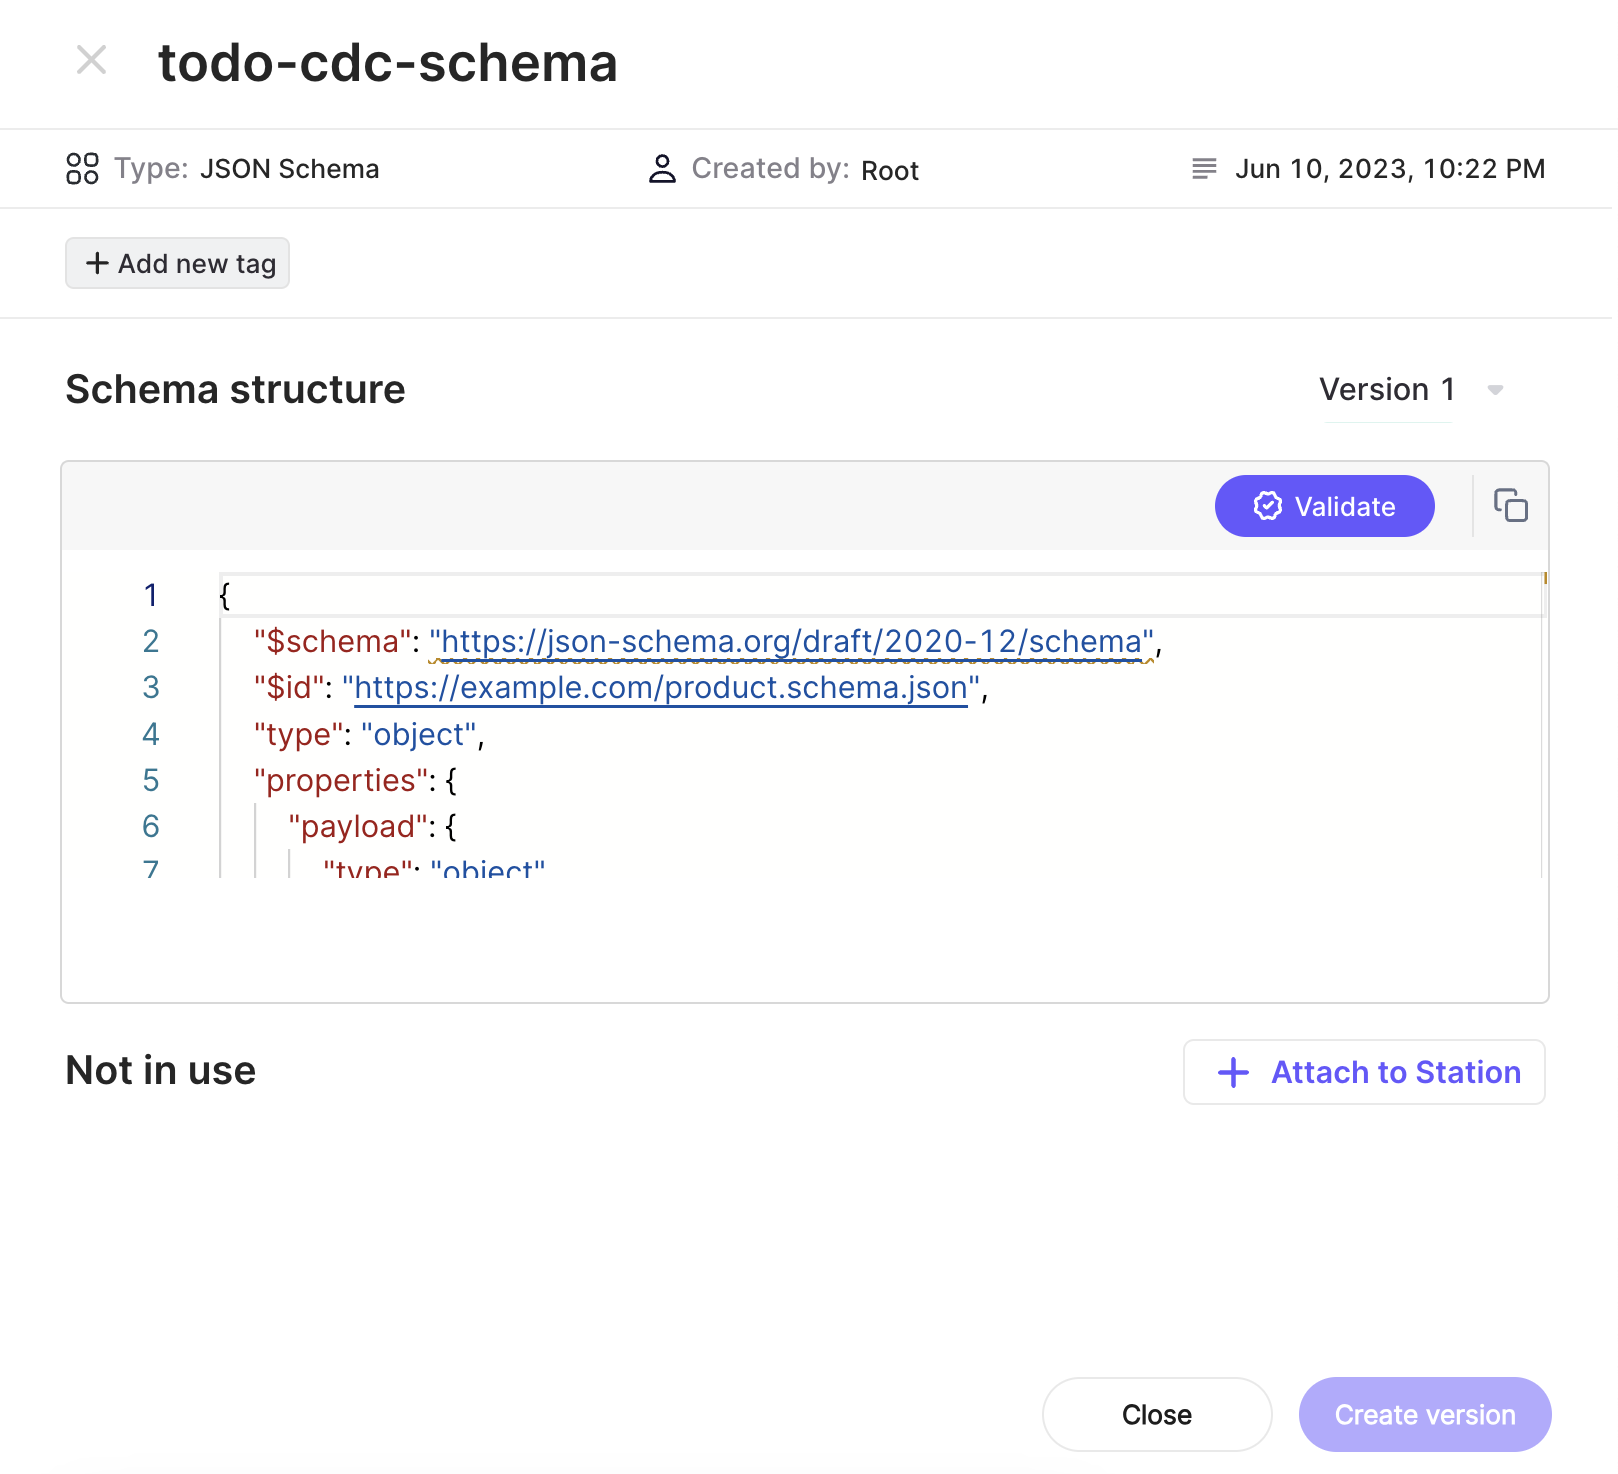 todo-cdc-schema
Type: JSON Schema
Created by: Root
Jun 10, 2023, 10:22 PM
+ Add new tag
Schema structure
Version 1
Validate
1 {
2 "$schema": "https://json-schema.org/draft/2020-12/schema",
3 "$id": "https://example.com/product.schema.json",
4 "type": "object",
5 "properties": {
6 "payload": {
7 "type": "object"
Not in use
+ Attach to Station
Close
Create version